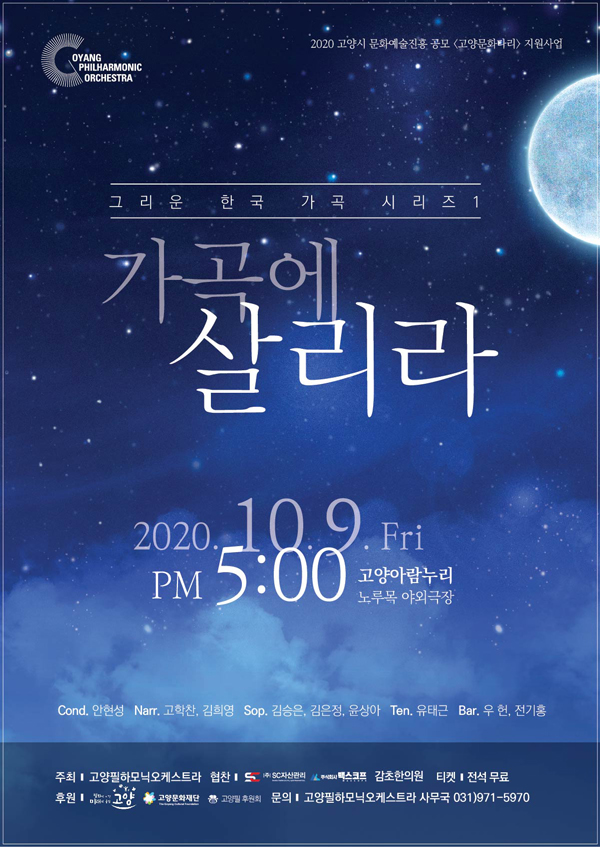 GOYANG
PHILHARMONIC
ORCHESTRA
2020 고양시 문화예술진흥 공모 〈고양문화다리〉 지원사업
그리운 한국 가곡 시리즈 1
가곡에
살리라
2020. 10. 9. Fri
PM 5:00 고양아람누리
노루목 야외극장
Cond. 안현성 Narr. 고학찬, 김희영 Sop. 김승은, 김은정, 윤상아 Ten. 유태근 Bar. 우 헌, 전기홍
주최 | 고양필하모닉오케스트라 협찬 | SC (주)SC자산관리 주식회사 텍스코프 감초한의원 티켓 | 전석 무료
후원 | 고양 고양문화재단 고양필 후원회 문의 | 고양필하모닉오케스트라 사무국 031)971-5970